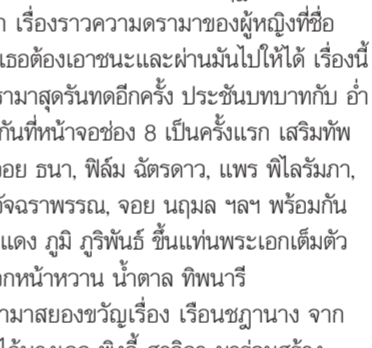 เรื่องราวความดรามาของผู้หญิงที่ชื่อ
เธอต้องเอาชนะและผ่านมันไปให้ได้ เรื่องนี้
รามาสุดรันทดอีกครั้ง ประชันบทบาทกับ อ่ำ
กันที่หน้าจอช่อง 8 เป็นครั้งแรก เสริมทัพ
อย ธนา, ฟิล์ม ฉัตรดาว, แพร พิไลรัมภา,
ัจฉราพรรณ, จอย นฤมล ฯลฯ พร้อมกัน
แดง ภูมิ ภูริพันธ์ ขึ้นแท่นพระเอกเต็มตัว
อกหน้าหวาน น้ำตาล ทิพนารี
ามาสยองขวัญเรื่อง เรือนชฎานาง จาก